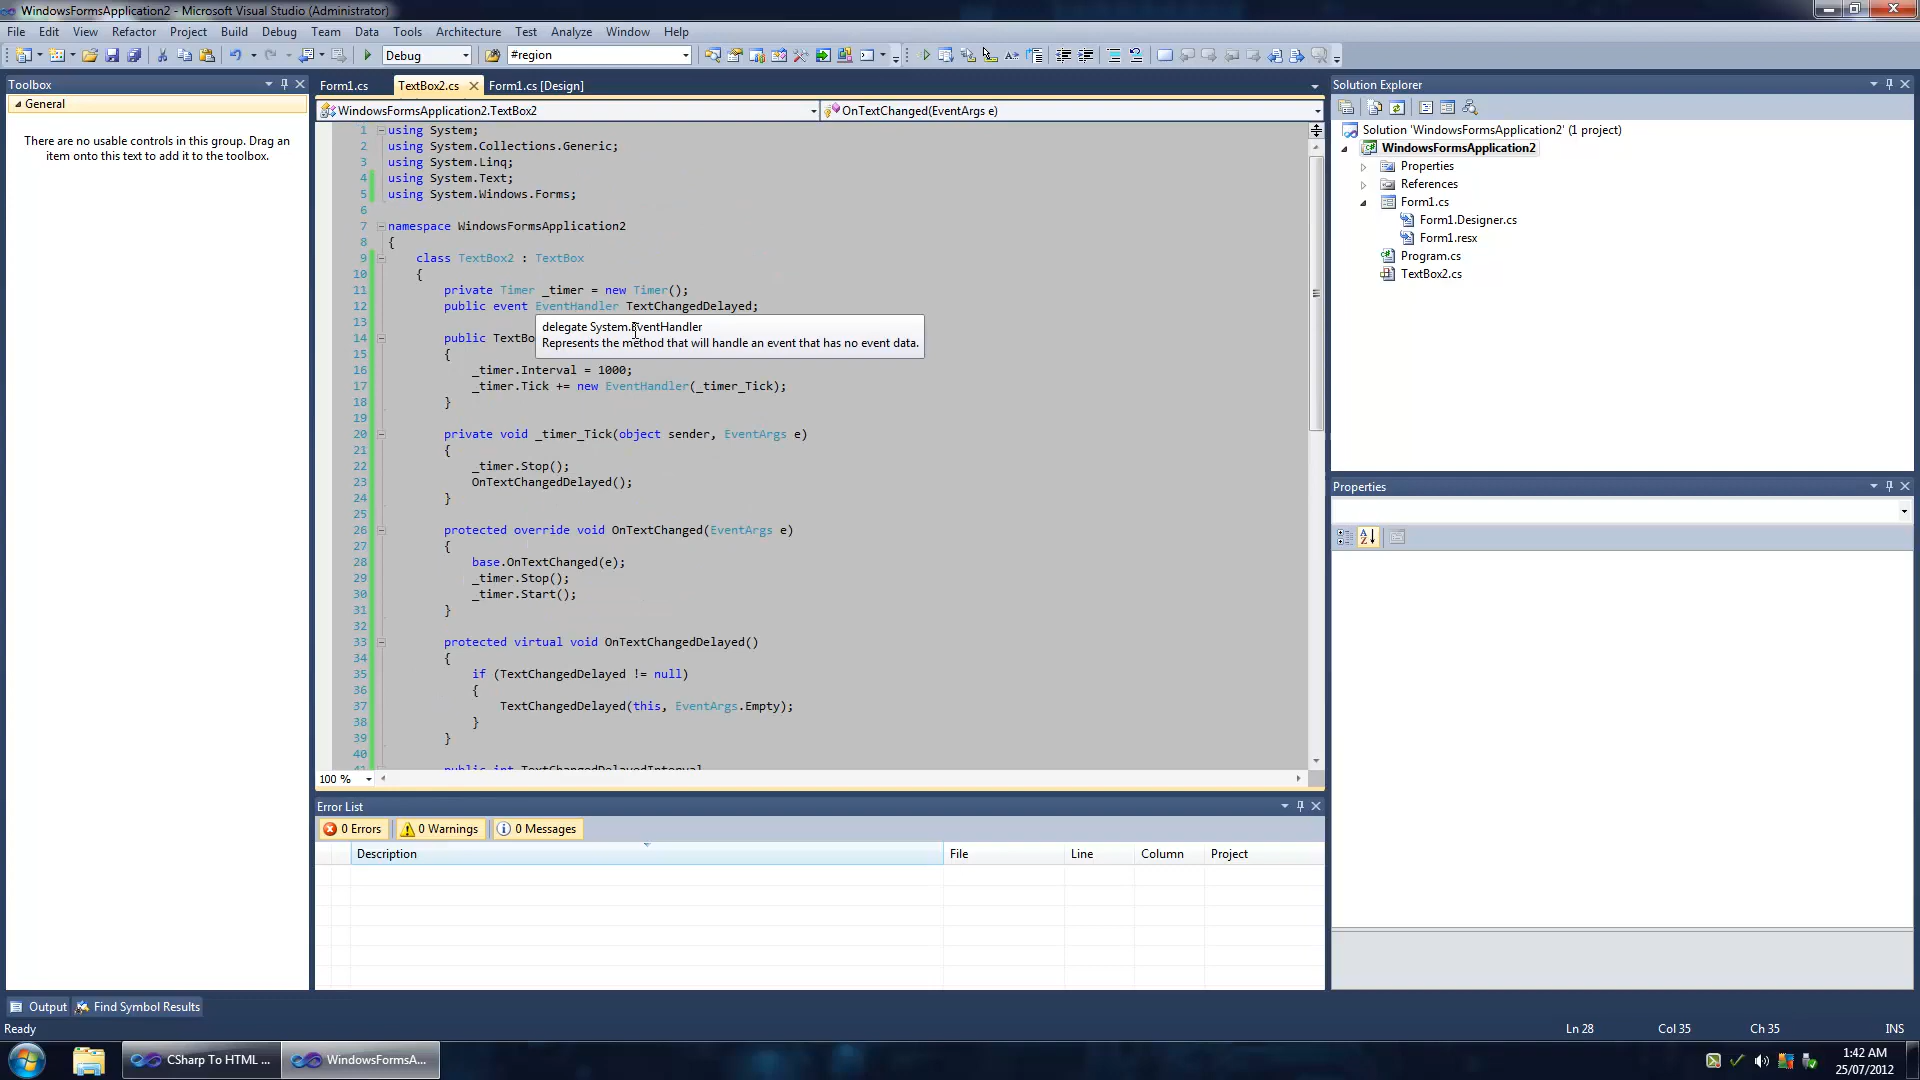 WindowsFormsApplication2 - Microsoft Visual Studio (Administrator)
File Edit View Refactor Project Build Debug Team Data Tools Architecture Test Analyze Window Help
Debug #region
Toolbox
General
There are no usable controls in this group. Drag an
item onto this text to add it to the toolbox.
Form1.cs TextBox2.cs Form1.cs [Design]
WindowsFormsApplication2.TextBox2 OnTextChanged(EventArgs e)
1 using System;
2 using System.Collections.Generic;
3 using System.Linq;
4 using System.Text;
5 using System.Windows.Forms;
6
7 namespace WindowsFormsApplication2
8 {
9 class TextBox2 : TextBox
10 {
11 private Timer _timer = new Timer();
12 public event EventHandler TextChangedDelayed;
13
delegate System.EventHandler
Represents the method that will handle an event that has no event data.
14 public TextBo
15 {
16 _timer.Interval = 1000;
17 _timer.Tick += new EventHandler(_timer_Tick);
18 }
19
20 private void _timer_Tick(object sender, EventArgs e)
21 {
22 _timer.Stop();
23 OnTextChangedDelayed();
24 }
25
26 protected override void OnTextChanged(EventArgs e)
27 {
28 base.OnTextChanged(e);
29 _timer.Stop();
30 _timer.Start();
31 }
32
33 protected virtual void OnTextChangedDelayed()
34 {
35 if (TextChangedDelayed != null)
36 {
37 TextChangedDelayed(this, EventArgs.Empty);
38 }
39 }
40
public int TextChangedDelayedInterval
100 %
Error List
0 Errors 0 Warnings 0 Messages
Description File Line Column Project
Solution Explorer
Solution 'WindowsFormsApplication2' (1 project)
WindowsFormsApplication2
Properties
References
Form1.cs
Form1.Designer.cs
Form1.resx
Program.cs
TextBox2.cs
Properties
Output Find Symbol Results
Ready Ln 28 Col 35 Ch 35 INS
CSharp To HTML ... WindowsFormsA...
1:42 AM
25/07/2012